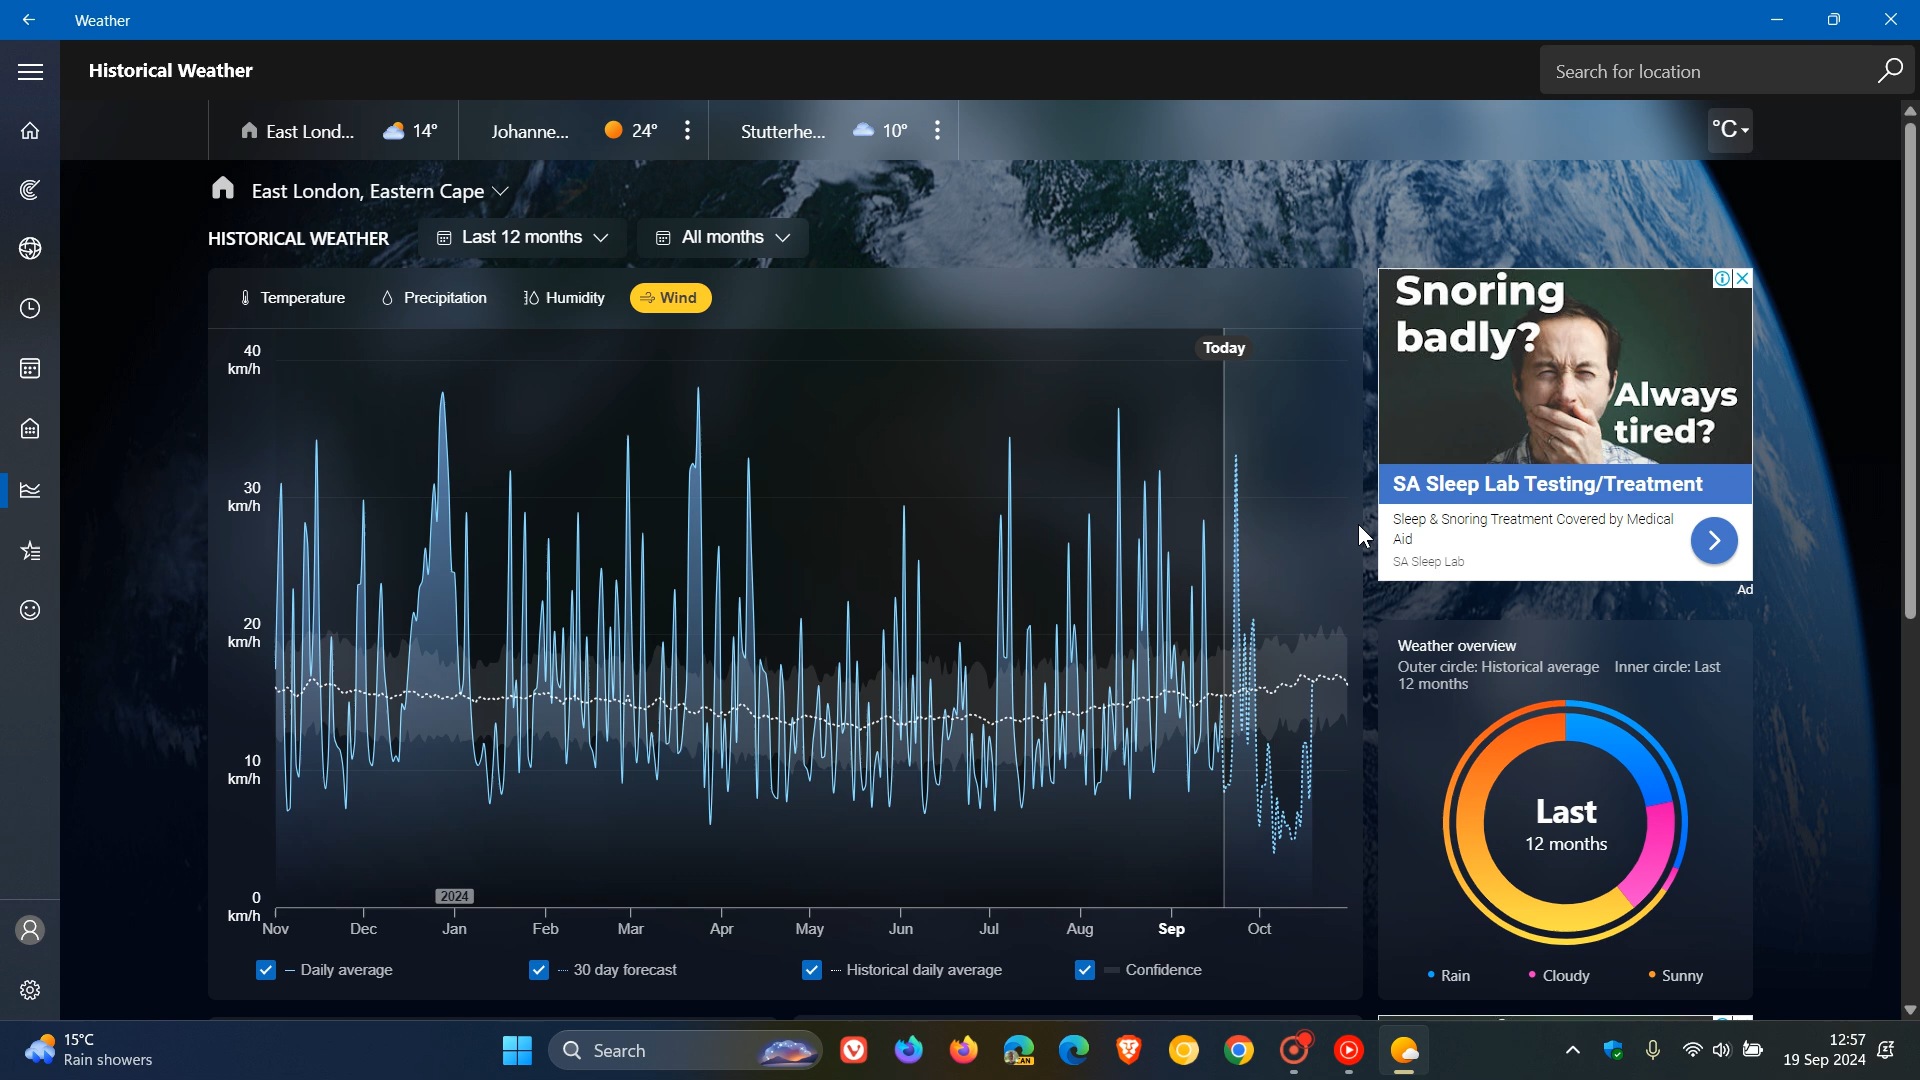 Weather
Historical Weather
Search for location
East Lond... 14°
Johanne... 24°
Stutterhe... 10°
°C
East London, Eastern Cape
HISTORICAL WEATHER
Last 12 months
All months
Temperature
Precipitation
Humidity
Wind
Today
40
km/h
30
km/h
20
km/h
10
km/h
0
km/h
2024
Nov Dec Jan Feb Mar Apr May Jun Jul Aug Sep Oct
Daily average
30 day forecast
Historical daily average
Confidence
Snoring
badly?
Always
tired?
SA Sleep Lab Testing/Treatment
Sleep & Snoring Treatment Covered by Medical
Aid
SA Sleep Lab
Ad
Weather overview
Outer circle: Historical average Inner circle: Last
12 months
Last
12 months
Rain
Cloudy
Sunny
15°C
Rain showers
Search
12:57
19 Sep 2024